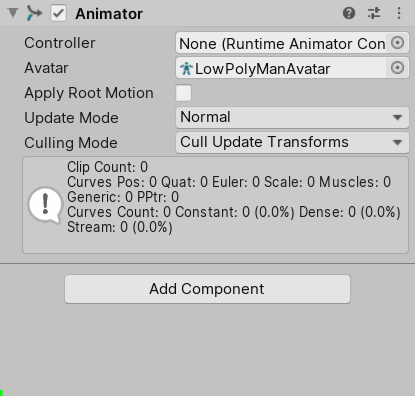 Animator
Controller None (Runtime Animator Con
Avatar LowPolyManAvatar
Apply Root Motion
Update Mode Normal
Culling Mode Cull Update Transforms
Clip Count: 0
Curves Pos: 0 Quat: 0 Euler: 0 Scale: 0 Muscles: 0
Generic: 0 PPtr: 0
Curves Count: 0 Constant: 0 (0.0%) Dense: 0 (0.0%)
Stream: 0 (0.0%)
Add Component